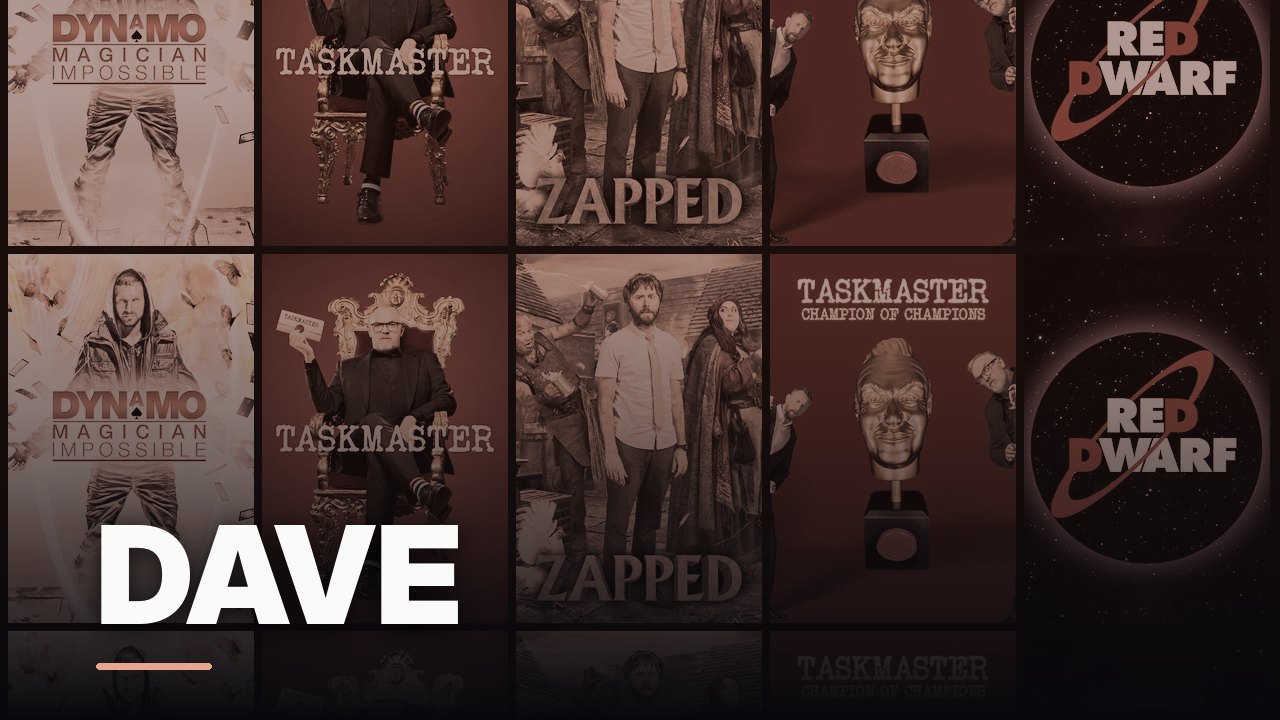 DYNAMO
MAGICIAN
IMPOSSIBLE
TASKMASTER
ZAPPED
RED
DWARF
DYNAMO
MAGICIAN
IMPOSSIBLE
TASKMASTER
TASKMASTER
ZAPPED
TASKMASTER
CHAMPION OF CHAMPIONS
RED
DWARF
DAVE
TASKMASTER
CHAMPION OF CHAMPIONS